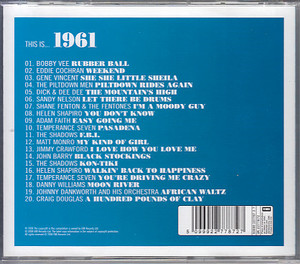 THIS IS... 1961
01. BOBBY VEE RUBBER BALL
02. EDDIE COCHRAN WEEKEND
03. GENE VINCENT SHE SHE LITTLE SHEILA
04. THE PILTDOWN MEN PILTDOWN RIDES AGAIN
05. DICK & DEE DEE THE MOUNTAIN'S HIGH
06. SANDY NELSON LET THERE BE DRUMS
07. SHANE FENTON & THE FENTONES I'M A MOODY GUY
08. HELEN SHAPIRO YOU DON'T KNOW
09. ADAM FAITH EASY GOING ME
10. TEMPERANCE SEVEN PASADENA
11. THE SHADOWS F.B.I.
12. MATT MONRO MY KIND OF GIRL
13. JIMMY CRAWFORD I LOVE HOW YOU LOVE ME
14. JOHN BARRY BLACK STOCKINGS
15. THE SHADOWS KON-TIKI
16. HELEN SHAPIRO WALKIN' BACK TO HAPPINESS
17. TEMPERANCE SEVEN YOU'RE DRIVING ME CRAZY
18. DANNY WILLIAMS MOON RIVER
19. JOHNNY DANKWORTH AND HIS ORCHESTRA AFRICAN WALTZ
20. CRAIG DOUGLAS A HUNDRED POUNDS OF CLAY